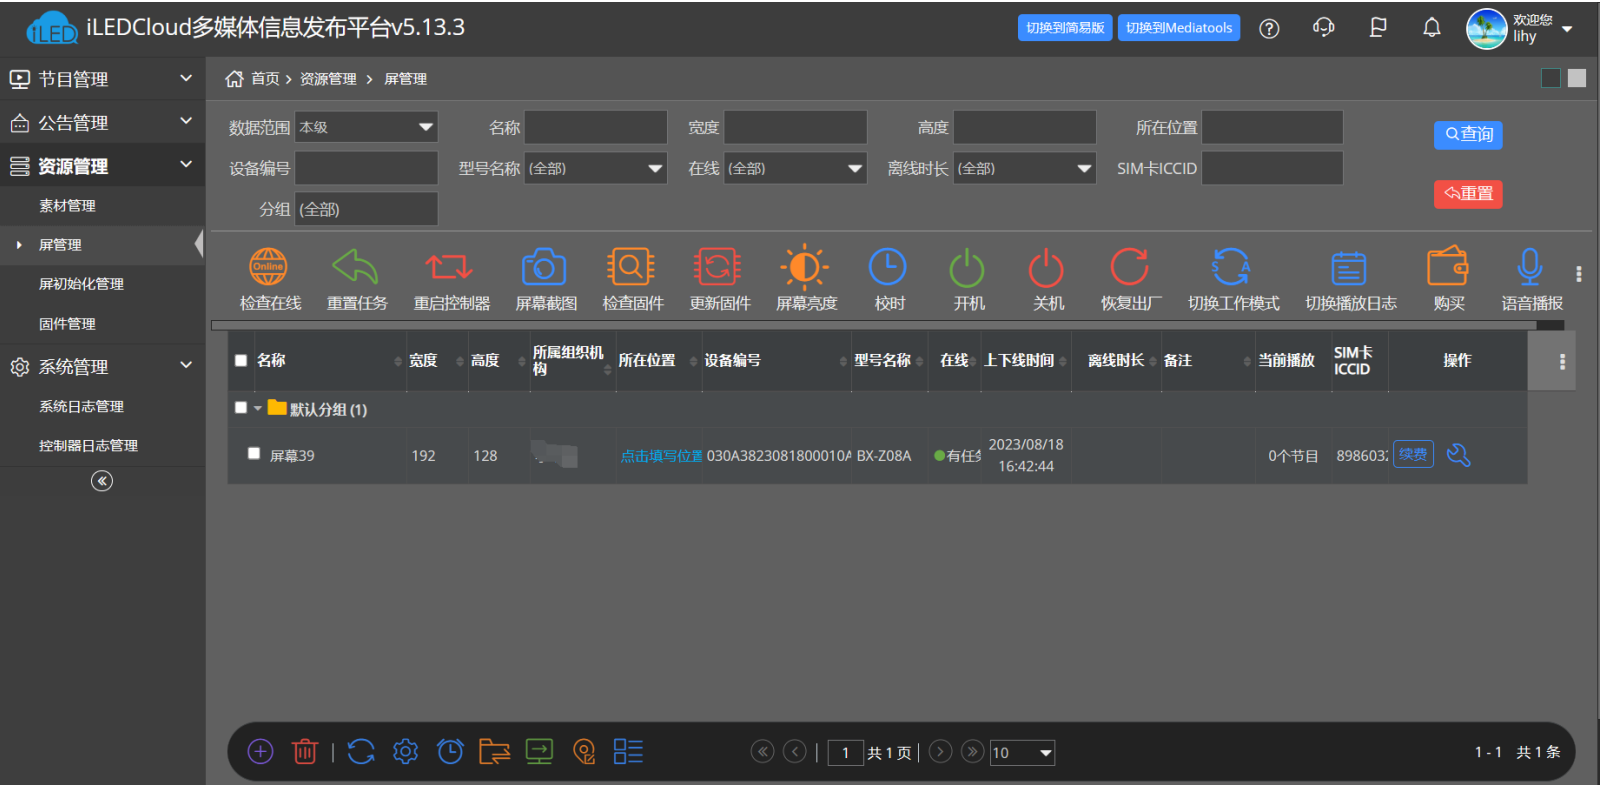 iLED iLEDCloud多媒体信息发布平台v5.13.3 切换到简易版 切换到Mediatools 欢迎您
lihy
节目管理
公告管理
资源管理
素材管理
屏管理
屏初始化管理
固件管理
系统管理
系统日志管理
控制器日志管理
首页 > 资源管理 > 屏管理
数据范围 本级 名称 宽度 高度 所在位置 查询
设备编号 型号名称 (全部) 在线 (全部) 离线时长 (全部) SIM卡ICCID
重置
分组 (全部)
Online
S A
检查在线 重置任务 重启控制器 屏幕截图 检查固件 更新固件 屏幕亮度 校时 开机 关机 恢复出厂 切换工作模式 切换播放日志 购买 语音播报
名称 宽度 高度 所属组织机构 所在位置 设备编号 型号名称 在线 上下线时间 离线时长 备注 当前播放 SIM卡ICCID 操作
默认分组 (1)
屏幕39 192 128 点击填写位置 030A3823081800010A BX-Z08A 有任务 2023/08/18 16:42:44 0个节目 898603 续费
1 共 1 页 10 1 - 1 共 1 条